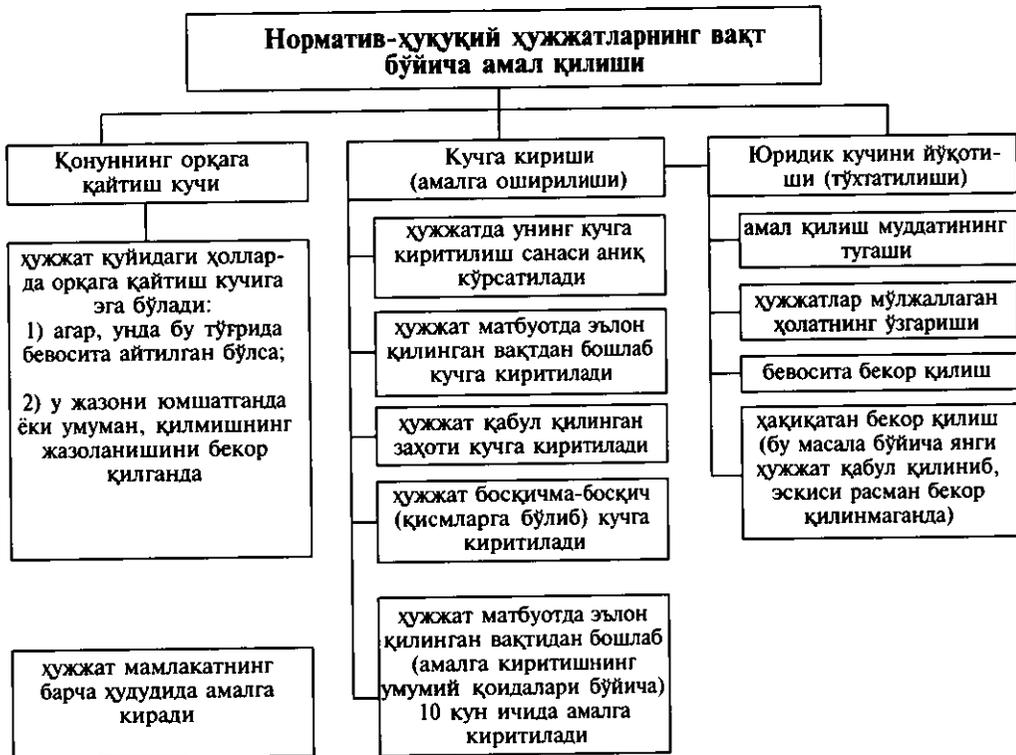 Норматив-ҳуқуқий ҳужжатларнинг вақт
бўйича амал қилиши
Қонуннинг орқага
қайтиш кучи
ҳужжат қуйидаги ҳоллар-
да орқага қайтиш кучига
эга бўлади:
1) агар, унда бу тўғрида
бевосита айтилган бўлса;
2) у жазони юмшатганда
ёки умуман, қилмишнинг
жазоланишини бекор
қилганда
ҳужжат мамлакатнинг
барча ҳудудида амалга
киради
Кучга кириши
(амалга оширилиши)
ҳужжатда унинг кучга
киритилиш санаси аниқ
кўрсатилади
ҳужжат матбуотда эълон
қилинган вақтдан бошлаб
кучга киритилади
ҳужжат қабул қилинган
заҳоти кучга киритилади
ҳужжат босқичма-босқич
(қисмларга бўлиб) кучга
киритилади
ҳужжат матбуотда эълон
қилинган вақтидан бошлаб
(амалга киритишнинг
умумий қоидалари бўйича)
10 кун ичида амалга
киритилади
Юридик кучини йўқоти-
ши (тўхтатилиши)
амал қилиш муддатининг
тугаши
ҳужжатлар мўлжаллаган
ҳолатнинг ўзгариши
бевосита бекор қилиш
ҳақиқатан бекор қилиш
(бу масала бўйича янги
ҳужжат қабул қилиниб,
эскиси расман бекор
қилинмаганда)